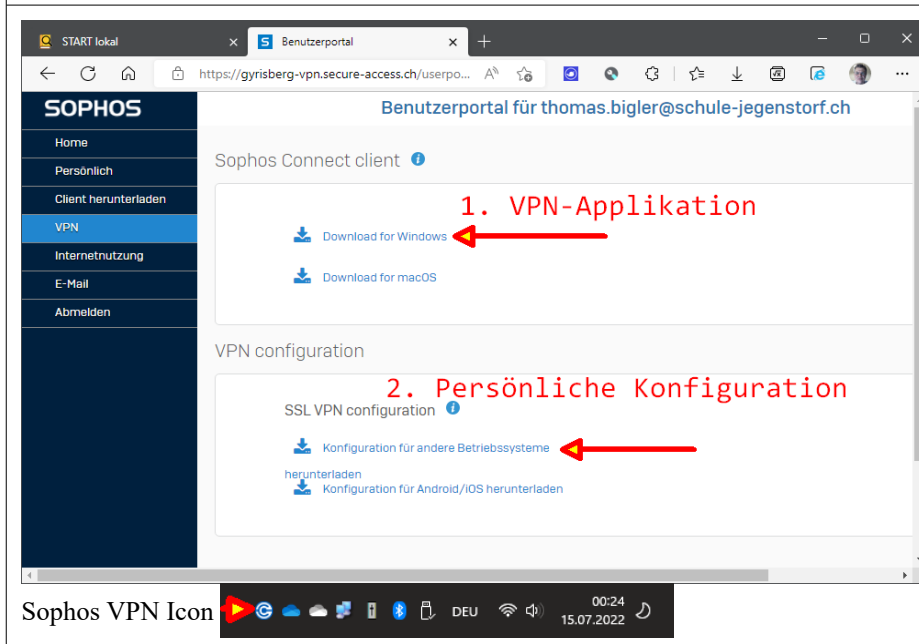 START lokal
Benutzerportal
https://gyrisberg-vpn.secure-access.ch/userpo...
SOPHOS
Benutzerportal für thomas.bigler@schule-jegenstorf.ch
Home
Persönlich
Client herunterladen
VPN
Internetnutzung
E-Mail
Abmelden
Sophos Connect client
1. VPN-Applikation
Download for Windows
Download for macOS
VPN configuration
2. Persönliche Konfiguration
SSL VPN configuration
Konfiguration für andere Betriebssysteme
herunterladen
Konfiguration für Android/iOS herunterladen
Sophos VPN Icon
DEU
00:24
15.07.2022